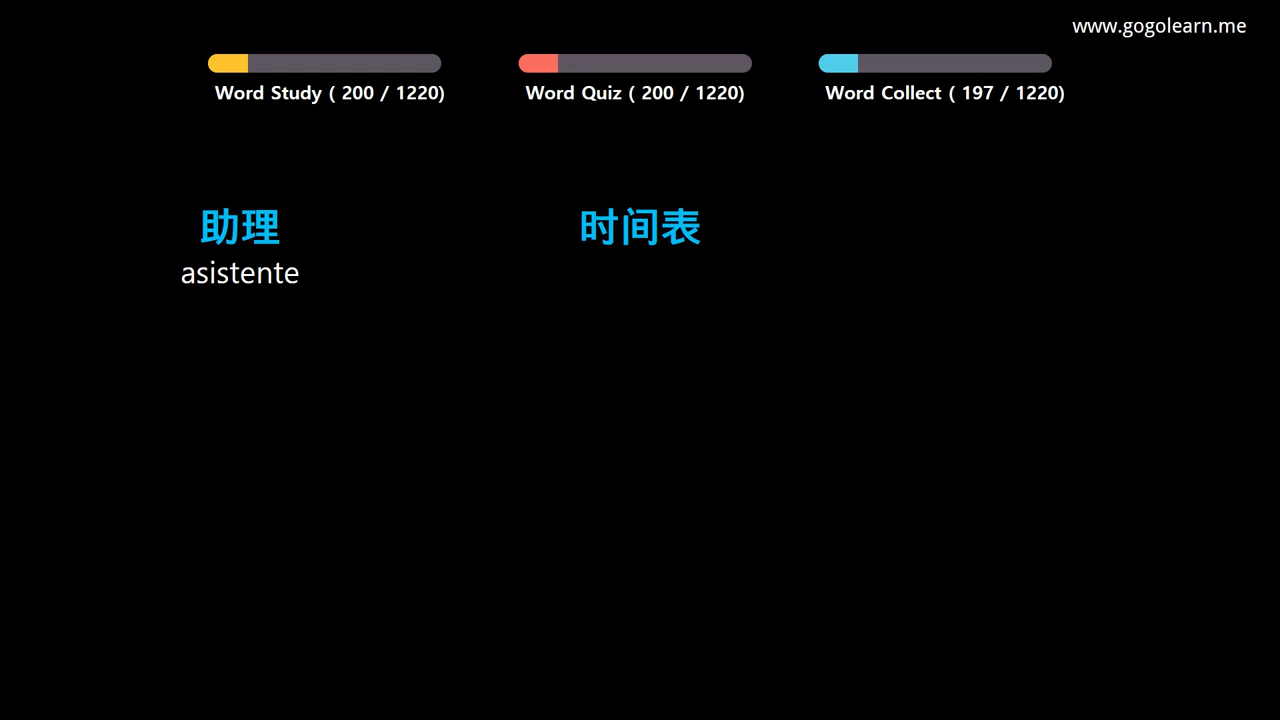 www.gogolearn.me
Word Study ( 200 / 1220)
Word Quiz ( 200 / 1220)
Word Collect ( 197 / 1220)
助理
asistente
时间表